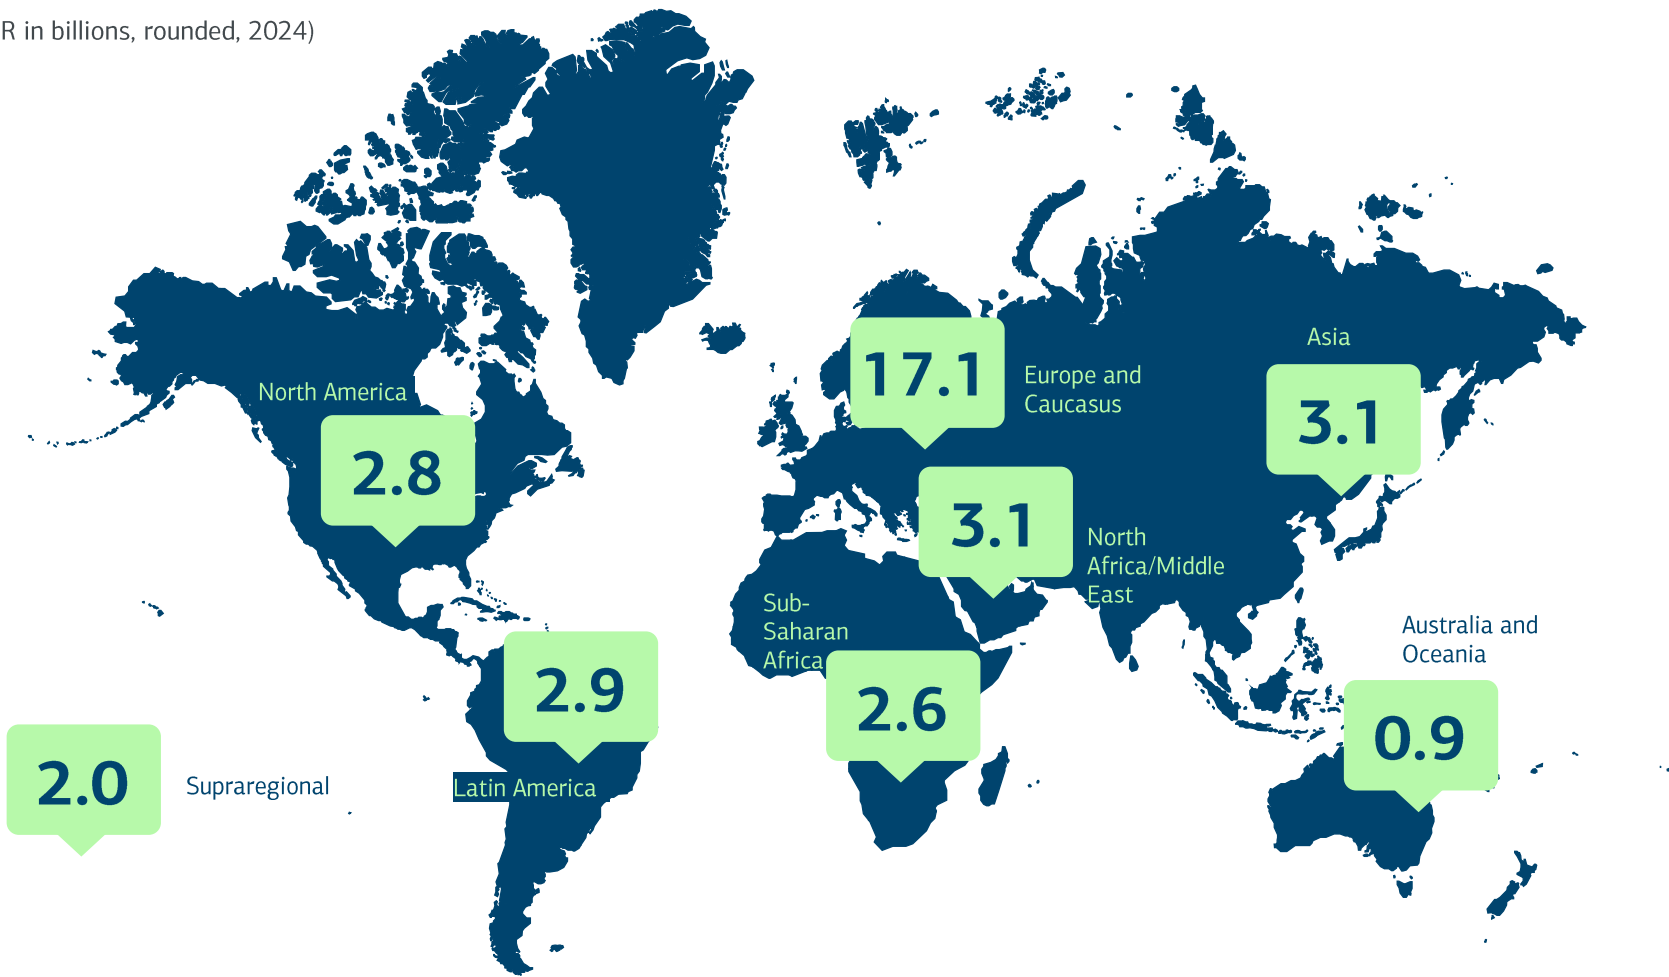 R in billions, rounded, 2024)
North America
2.8
17.1
Europe and
Caucasus
Asia
3.1
3.1
North
Africa/Middle
East
Sub-
Saharan
Africa
2.6
2.9
Latin America
Australia and
Oceania
0.9
2.0
Supraregional